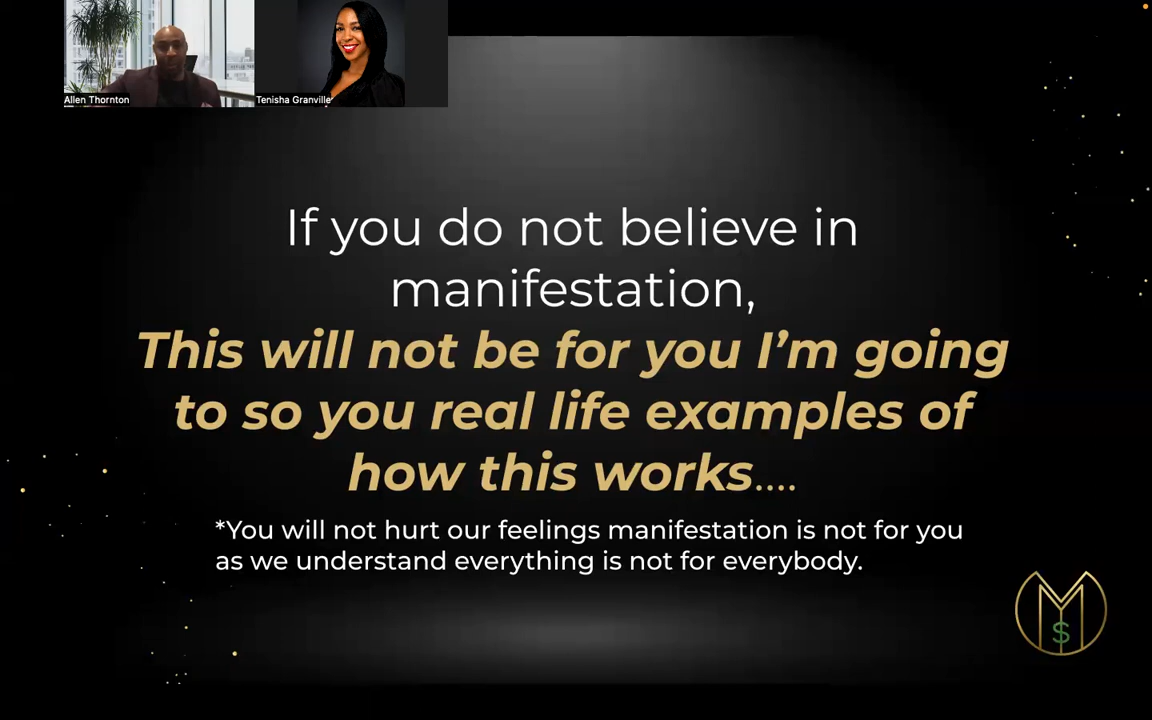 Allen Thornton
Tenisha Granville
If you do not believe in
manifestation,
This will not be for you I’m going
to so you real life examples of
how this works....
*You will not hurt our feelings manifestation is not for you
as we understand everything is not for everybody.
M
$